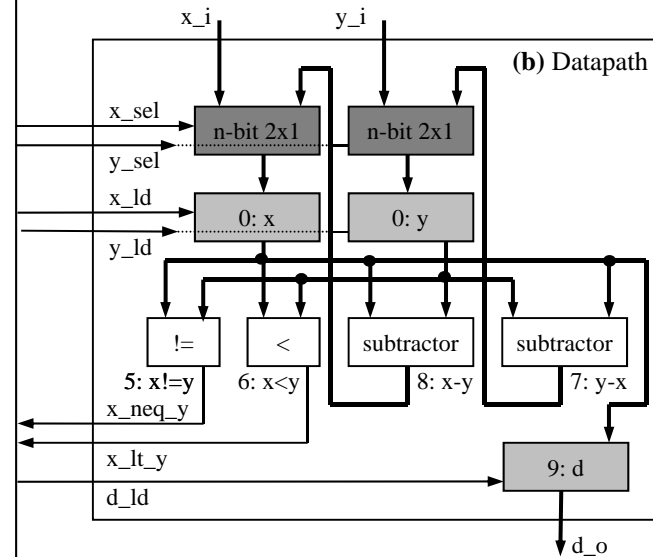 x_i
y_i
(b) Datapath
x_sel
n-bit 2x1
n-bit 2x1
y_sel
x_ld
0: x
0: y
y_ld
!=
<
subtractor
subtractor
5: x!=y
6: x<y
8: x-y
7: y-x
x_neq_y
x_lt_y
9: d
d_ld
d_o